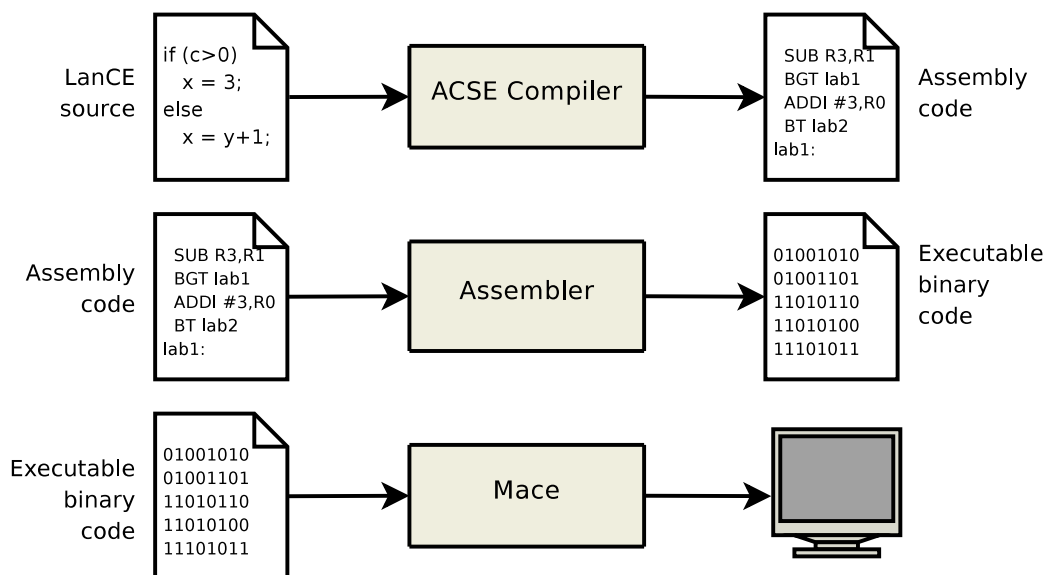 LanCE
source
if (c>0)
x = 3;
else
x = y+1;
ACSE Compiler
SUB R3,R1
BGT lab1
ADDI #3,R0
BT lab2
lab1:
Assembly
code
Assembly
code
SUB R3,R1
BGT lab1
ADDI #3,R0
BT lab2
lab1:
Assembler
01001010
01001101
11010110
11010100
11101011
Executable
binary
code
Executable
binary
code
01001010
01001101
11010110
11010100
11101011
Mace